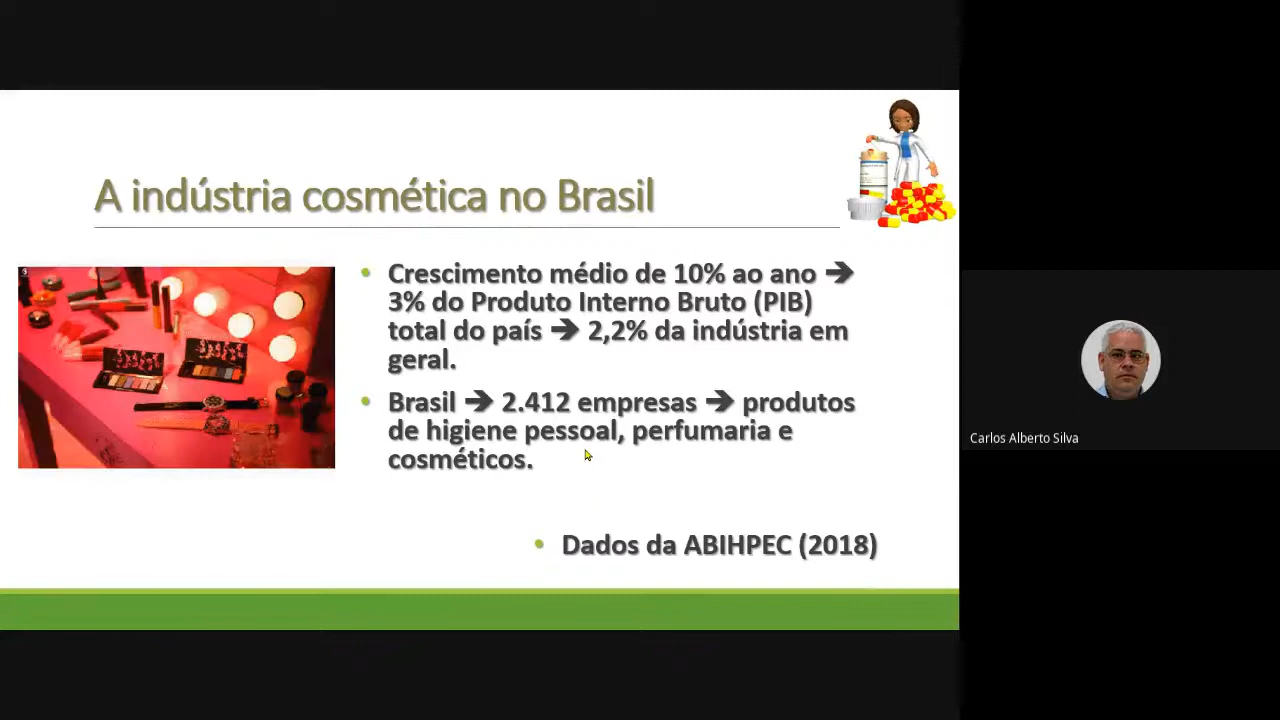 A indústria cosmética no Brasil
• Crescimento médio de 10% ao ano ➔
3% do Produto Interno Bruto (PIB)
total do país ➔ 2,2% da indústria em
geral.
• Brasil ➔ 2.412 empresas ➔ produtos
de higiene pessoal, perfumaria e
cosméticos.
• Dados da ABIHPEC (2018)
Carlos Alberto Silva